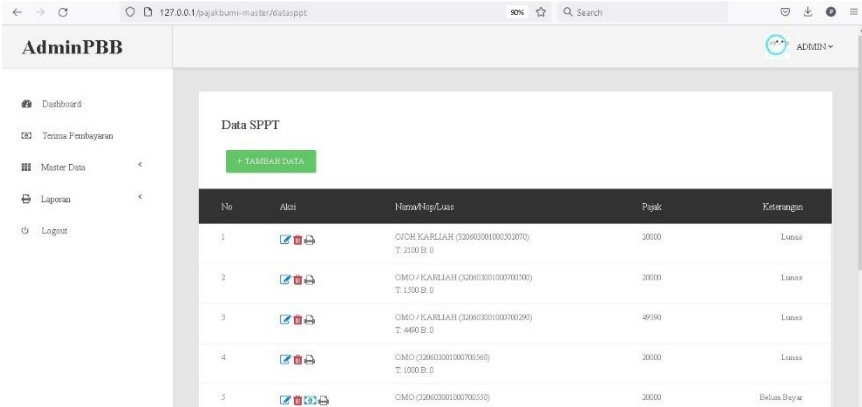 127.0.0.1/pajakbumi-master/datasppt
90%
Search
AdminPBB
ADMIN
Dashboard
Terima Pembayaran
Master Data
Laporan
Logout
Data SPPT
+ TAMBAH DATA
No Aksi Nama/Nop/Luas Pajak Keterangan
1 OJOH KARLIAH (320603001000502070) 20000 Lunas
T: 2100 B: 0
2 OMO / KARLIAH (320603001000700500) 20000 Lunas
T: 1500 B: 0
3 OMO / KARLIAH (320603001000700290) 49390 Lunas
T: 4490 B: 0
4 OMO (320603001000700560) 20000 Lunas
T: 1000 B: 0
5 OMO (320603001000700550) 20000 Belum Bayar